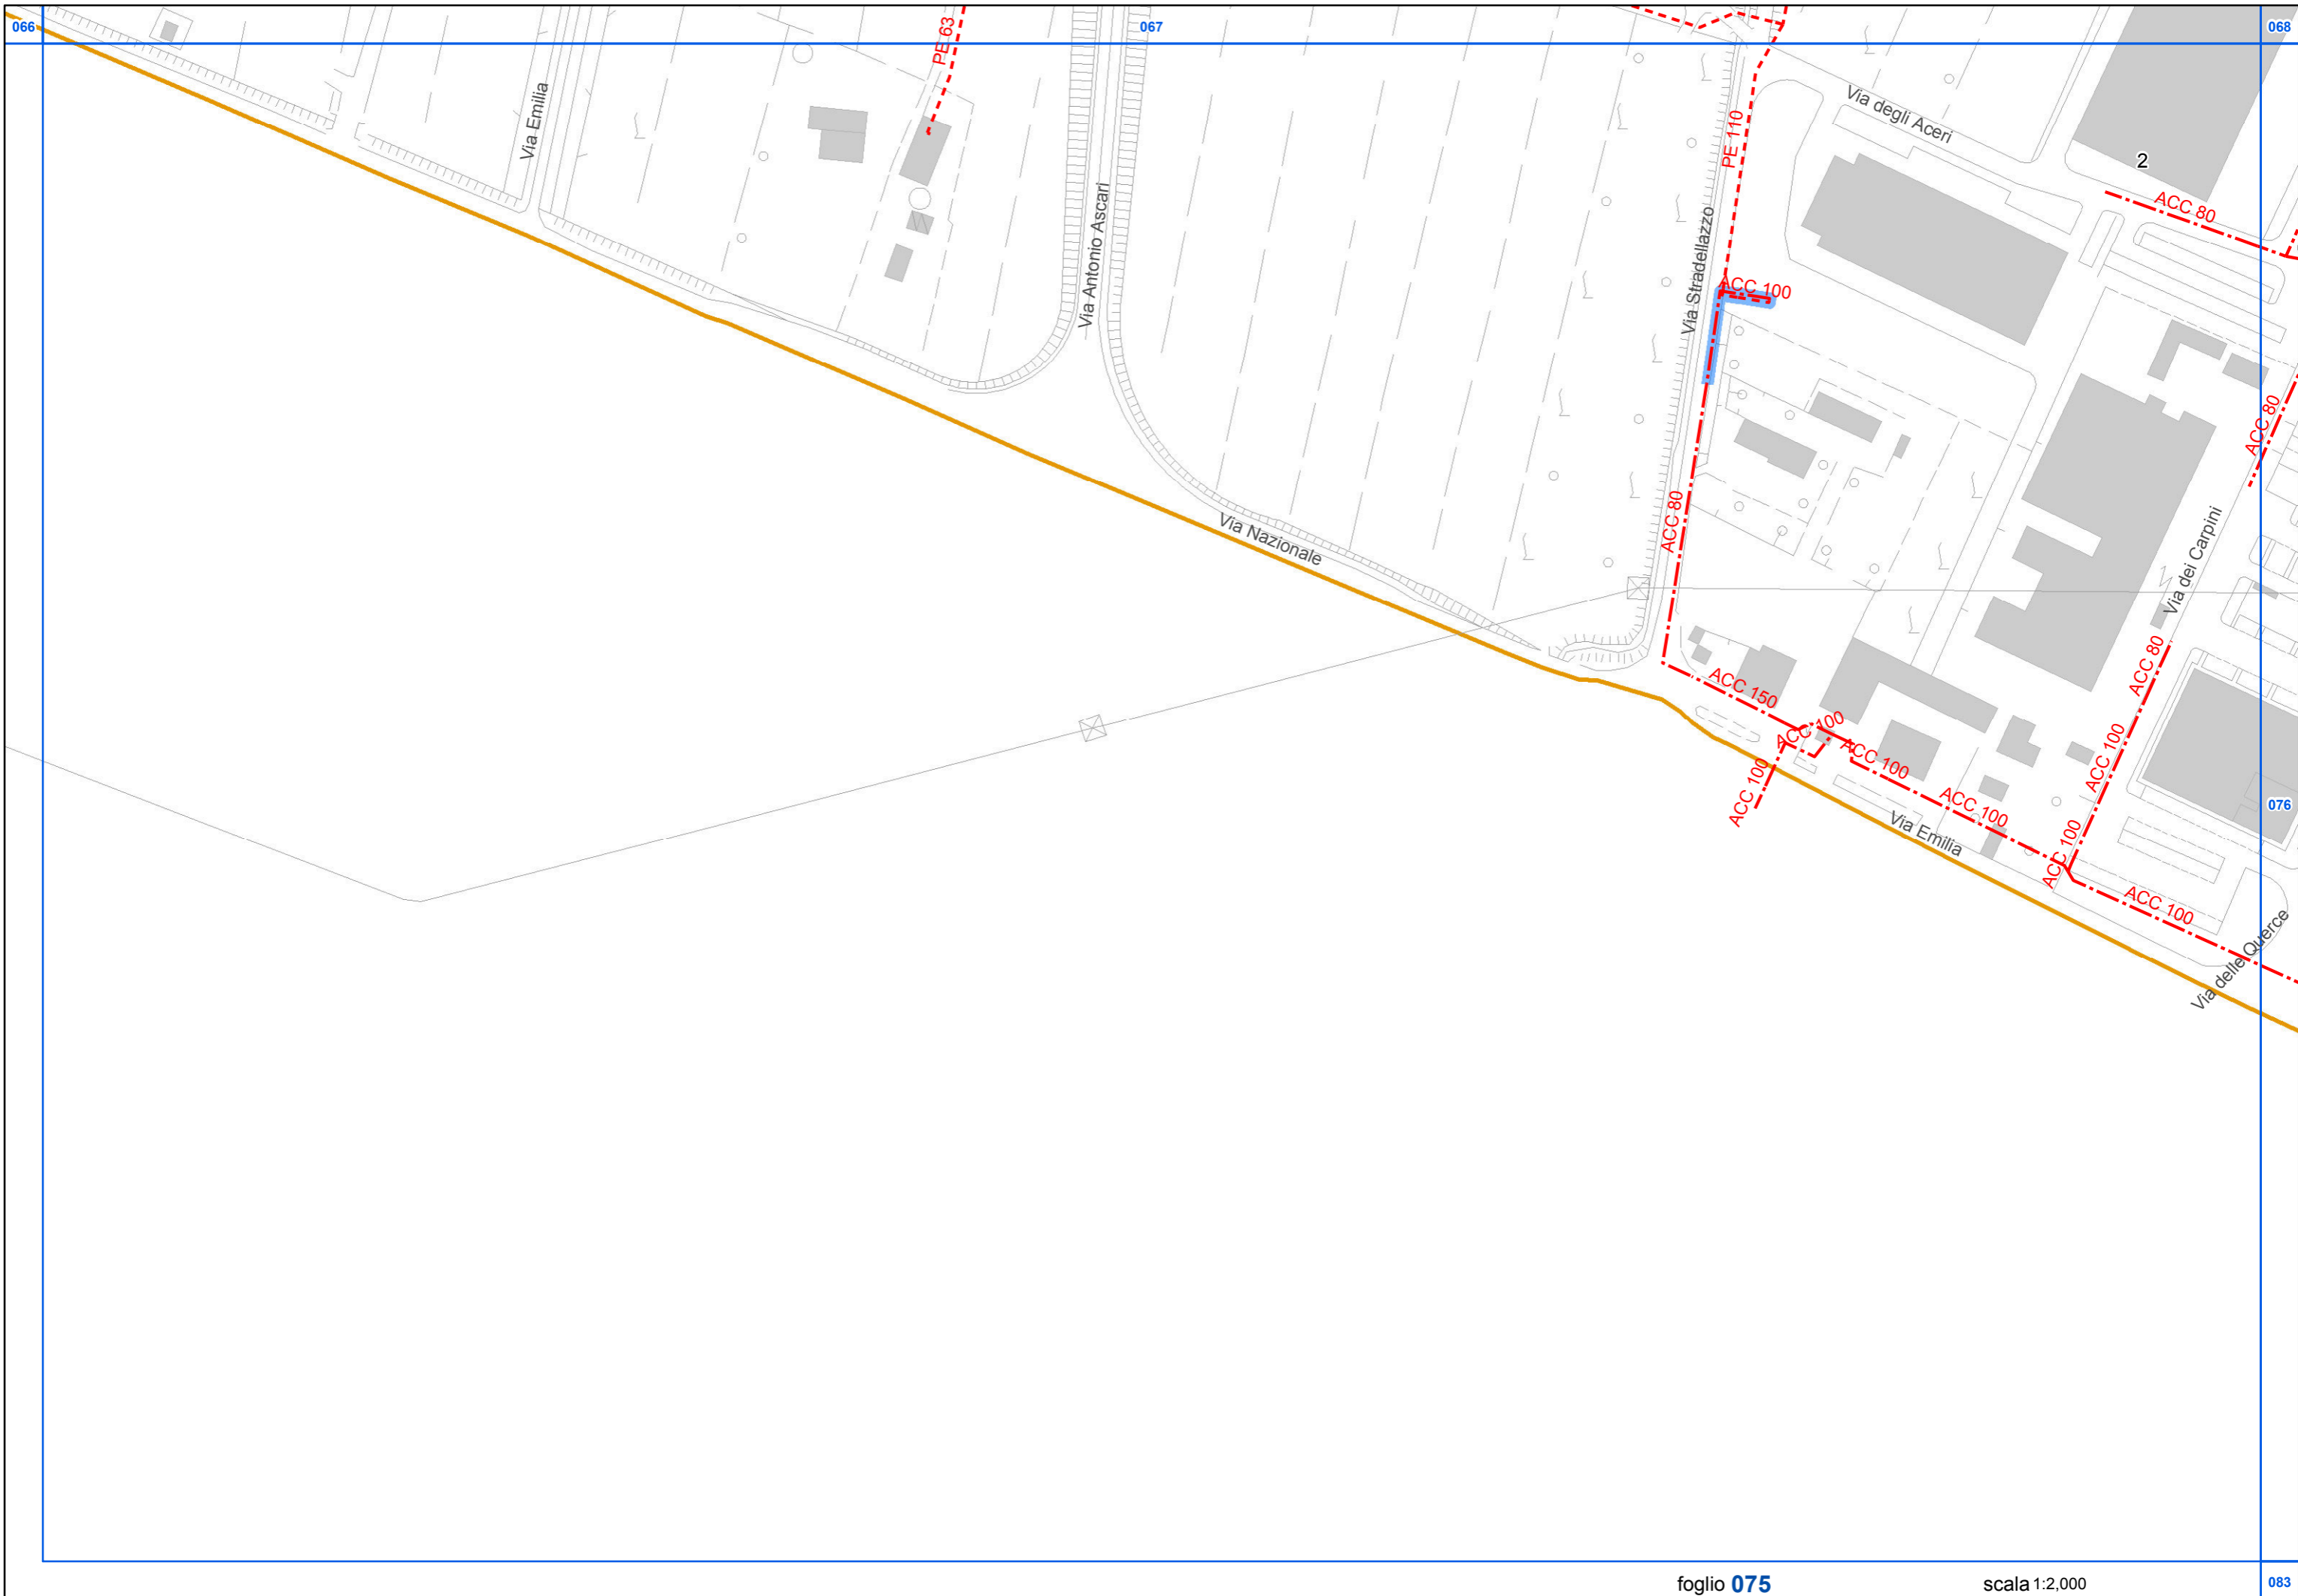 066
067
068
PE 63
Via Emilia
Via degli Aceri
PE 110
2
Via Antonio Ascari
ACC 80
Via Stradellazzo
ACC 100
ACC 80
ACC 80
Via Nazionale
Via dei Carpini
ACC 80
ACC 150
ACC 100
ACC 100
ACC 100
ACC 100
ACC 100
076
Via Emilia
ACC 100
ACC 100
Via delle Querce
foglio 075
scala 1:2,000
083